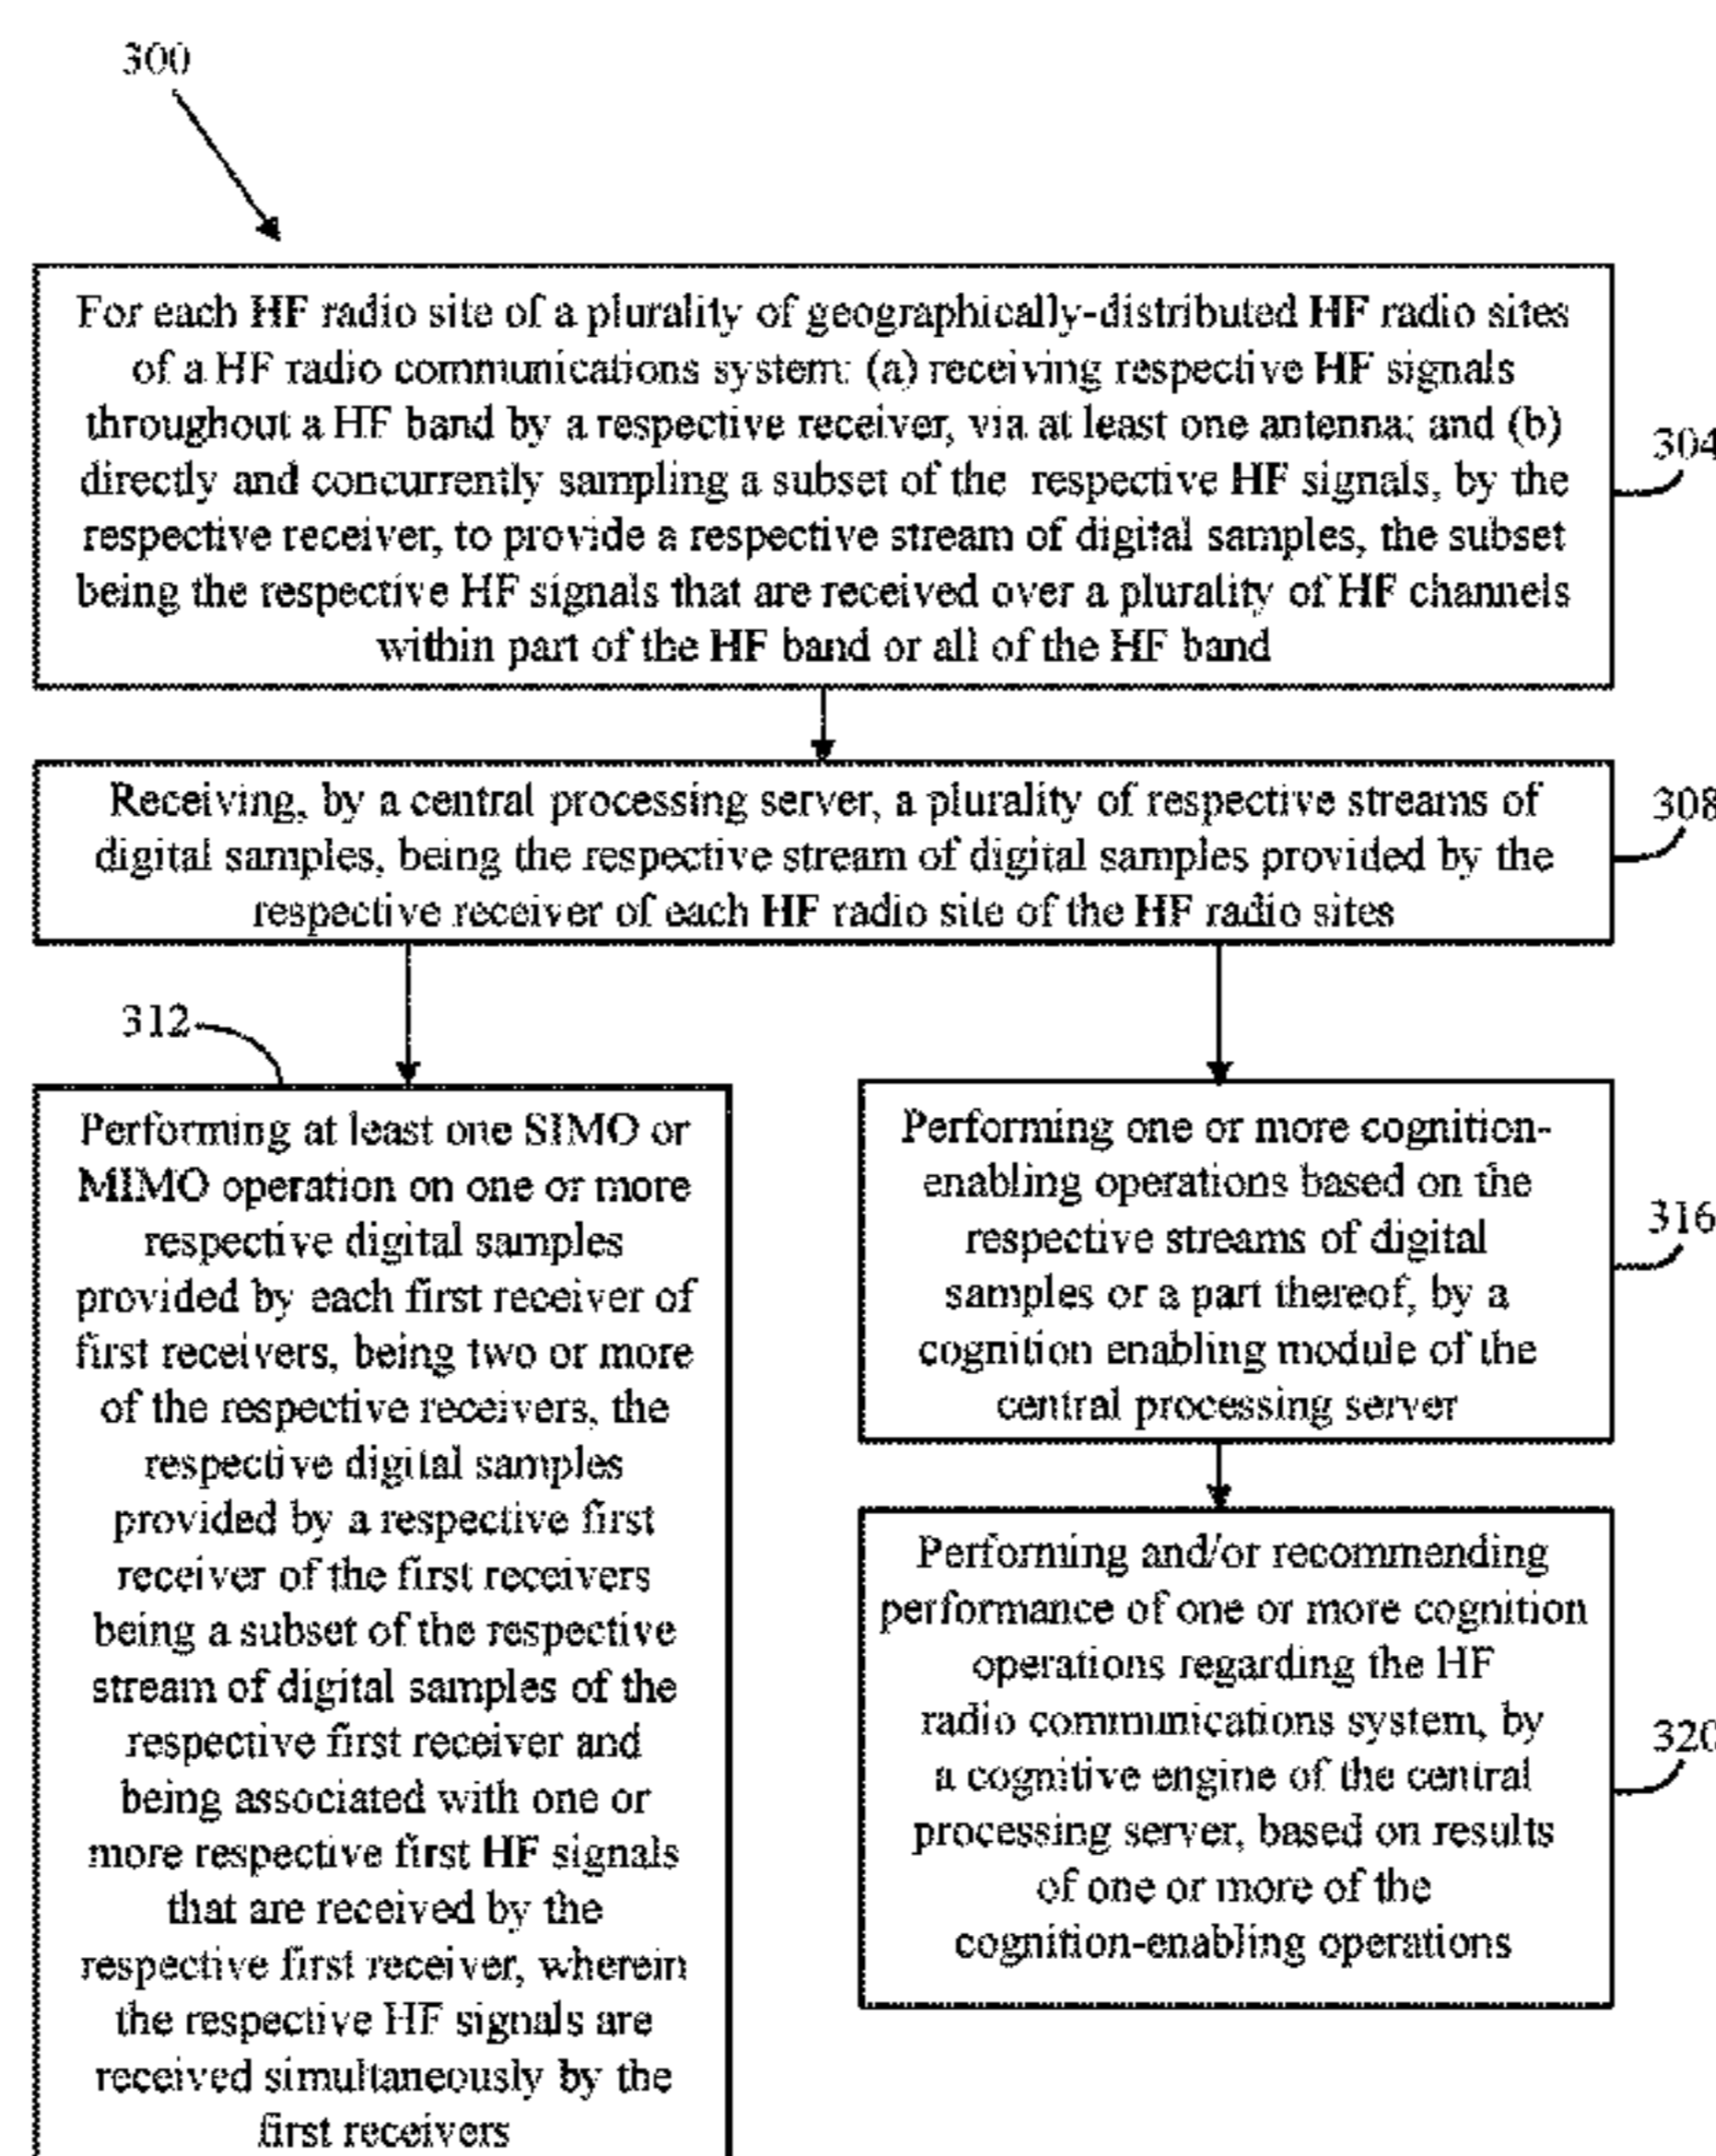 300
For each HF radio site of a plurality of geographically-distributed HF radio sites
of a HF radio communications system: (a) receiving respective HF signals
throughout a HF band by a respective receiver, via at least one antenna; and (b)
directly and concurrently sampling a subset of the respective HF signals, by the
respective receiver, to provide a respective stream of digital samples, the subset
being the respective HF signals that are received over a plurality of HF channels
within part of the HF band or all of the HF band
304
Receiving, by a central processing server, a plurality of respective streams of
digital samples, being the respective stream of digital samples provided by the
respective receiver of each HF radio site of the HF radio sites
308
312
Performing at least one SIMO or
MIMO operation on one or more
respective digital samples
provided by each first receiver of
first receivers, being two or more
of the respective receivers, the
respective digital samples
provided by a respective first
receiver of the first receivers
being a subset of the respective
stream of digital samples of the
respective first receiver and
being associated with one or
more respective first HF signals
that are received by the
respective first receiver, wherein
the respective HF signals are
received simultaneously by the
first receivers
Performing one or more cognition-
enabling operations based on the
respective streams of digital
samples or a part thereof, by a
cognition enabling module of the
central processing server
316
Performing and/or recommending
performance of one or more cognition
operations regarding the HF
radio communications system, by
a cognitive engine of the central
processing server, based on results
of one or more of the
cognition-enabling operations
320